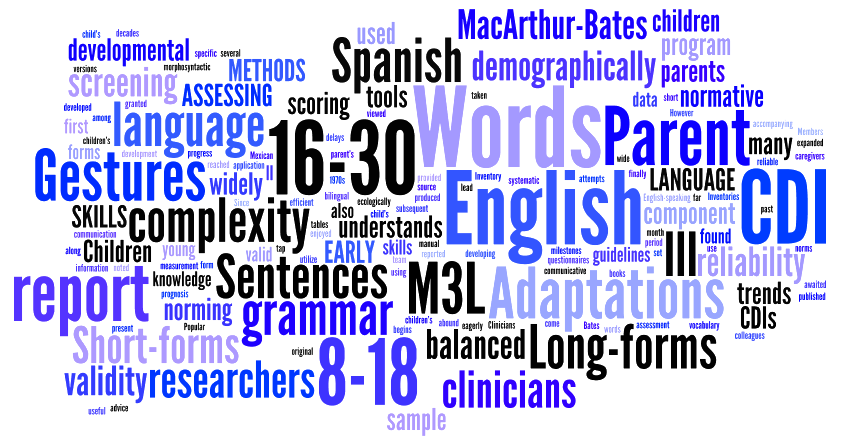 child's
decades
developmental
specific
several
used
MacArthur-Bates
children
program
versions
morphosyntactic
METHODS
Spanish
demographically
parents
screening
ASSESSING
scoring
tools
taken
data
short
normative
developed
among
granted
viewed
However
first
language
16-30
Words
Parent
accompanying
Members
many
expanded
children's
delays
forms
development
progress
Mexican
parent's
wide
reliable
caregivers
reached
application
II
1970s
provided
lead
Inventory
systematic
attempts
finally
LANGUAGE
CDI
Gestures
widely
bilingual
ecologically
source
produced
English
English-speaking
far
Inventories
past
Since
efficient
also
child's
subsequent
component
SKILLS
complexity
tables
enjoyed
understands
month
period
set
found
use
norms
communication
along
Children
young
valid
tap
EARLY
skills
manual
reported
developing
milestones
questionnaires
guidelines
III
reliability
information
noted
measurement
form
utilize
team
using
communicative
books
awaited
published
report
knowledge
prognosis
Sentences
M3L
Adaptations
trends
CDIs
norming
grammar
children's
abound
eagerly
Clinicians
come
Bates
words
assessment
vocabulary
colleagues
present
Popular
begins
Short-forms
original
8-18
balanced
Long-forms
validity
researchers
clinicians
useful
advice
sample